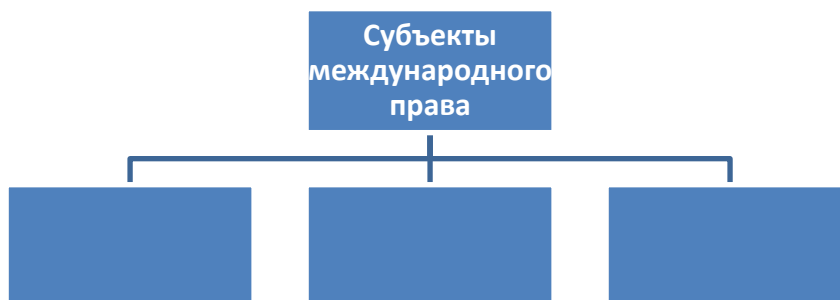 Субъекты
международного
права